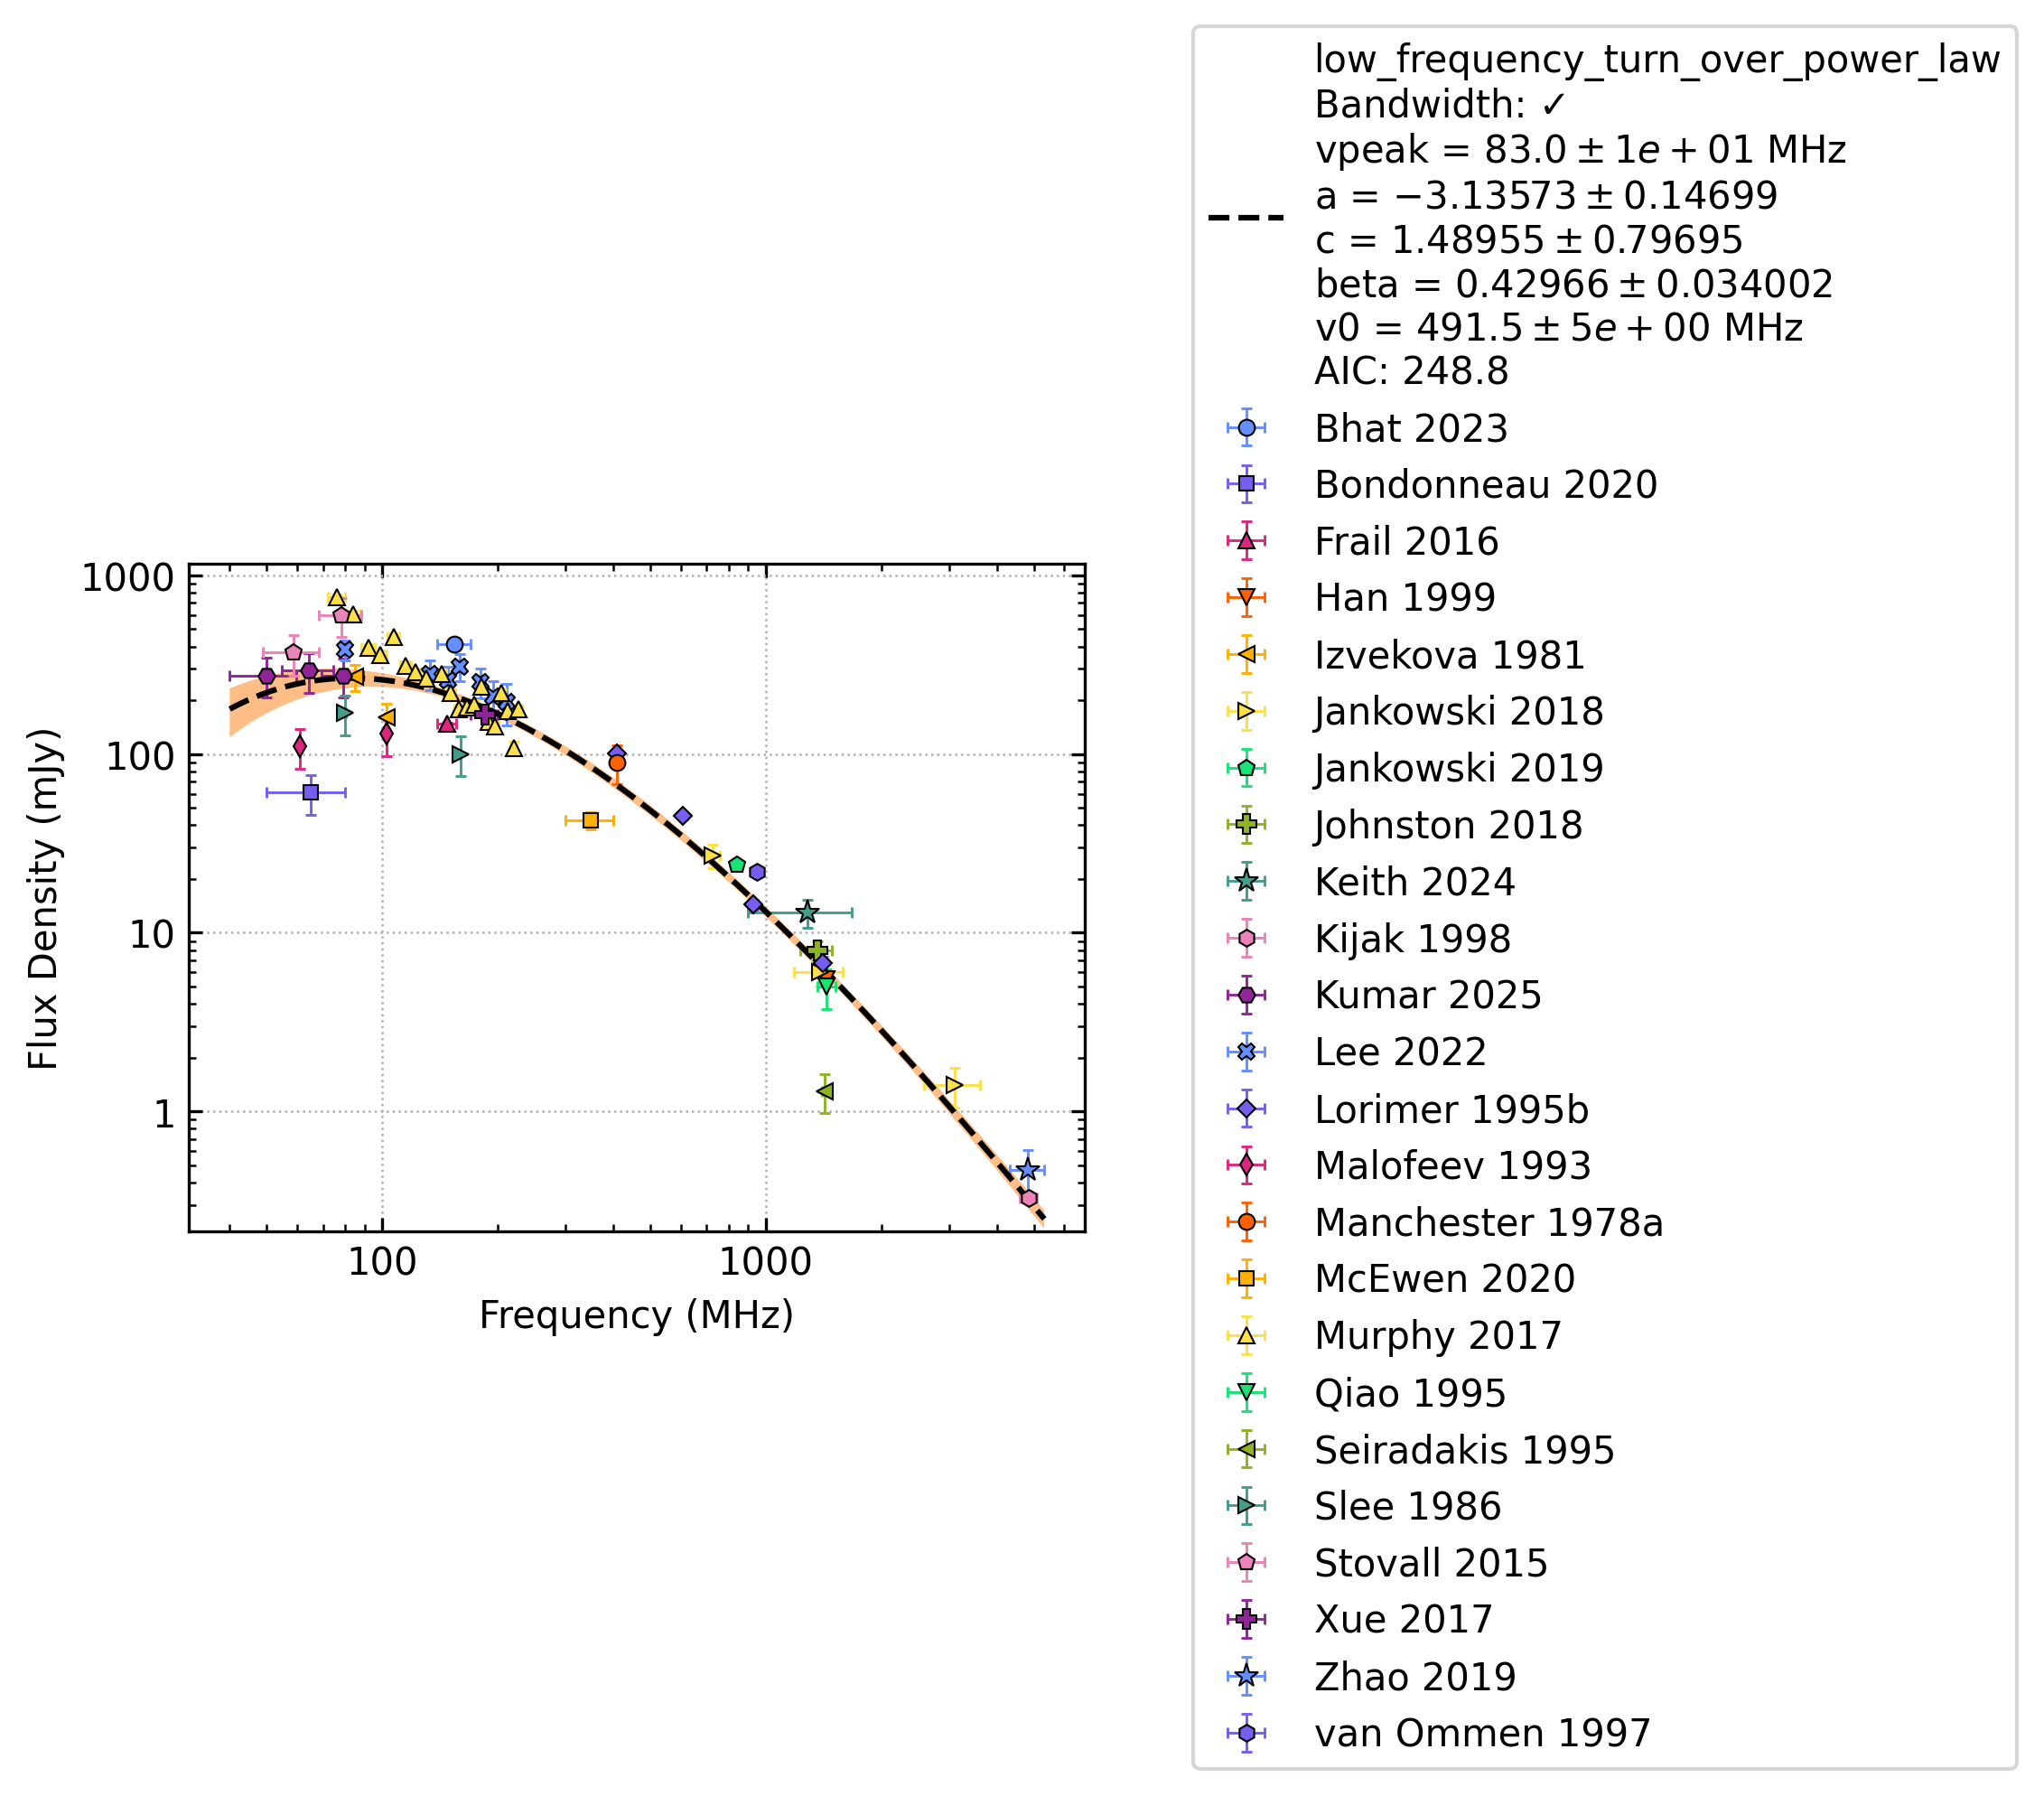 1000
100
10
1
Flux Density (mJy)
100
1000
Frequency (MHz)
low_frequency_turn_over_power_law
Bandwidth: ✓
vpeak = 83.0 ± 1e + 01 MHz
a = −3.13573 ± 0.14699
c = 1.48955 ± 0.79695
beta = 0.42966 ± 0.034002
v0 = 491.5 ± 5e + 00 MHz
AIC: 248.8
Bhat 2023
Bondonneau 2020
Frail 2016
Han 1999
Izvekova 1981
Jankowski 2018
Jankowski 2019
Johnston 2018
Keith 2024
Kijak 1998
Kumar 2025
Lee 2022
Lorimer 1995b
Malofeev 1993
Manchester 1978a
McEwen 2020
Murphy 2017
Qiao 1995
Seiradakis 1995
Slee 1986
Stovall 2015
Xue 2017
Zhao 2019
van Ommen 1997